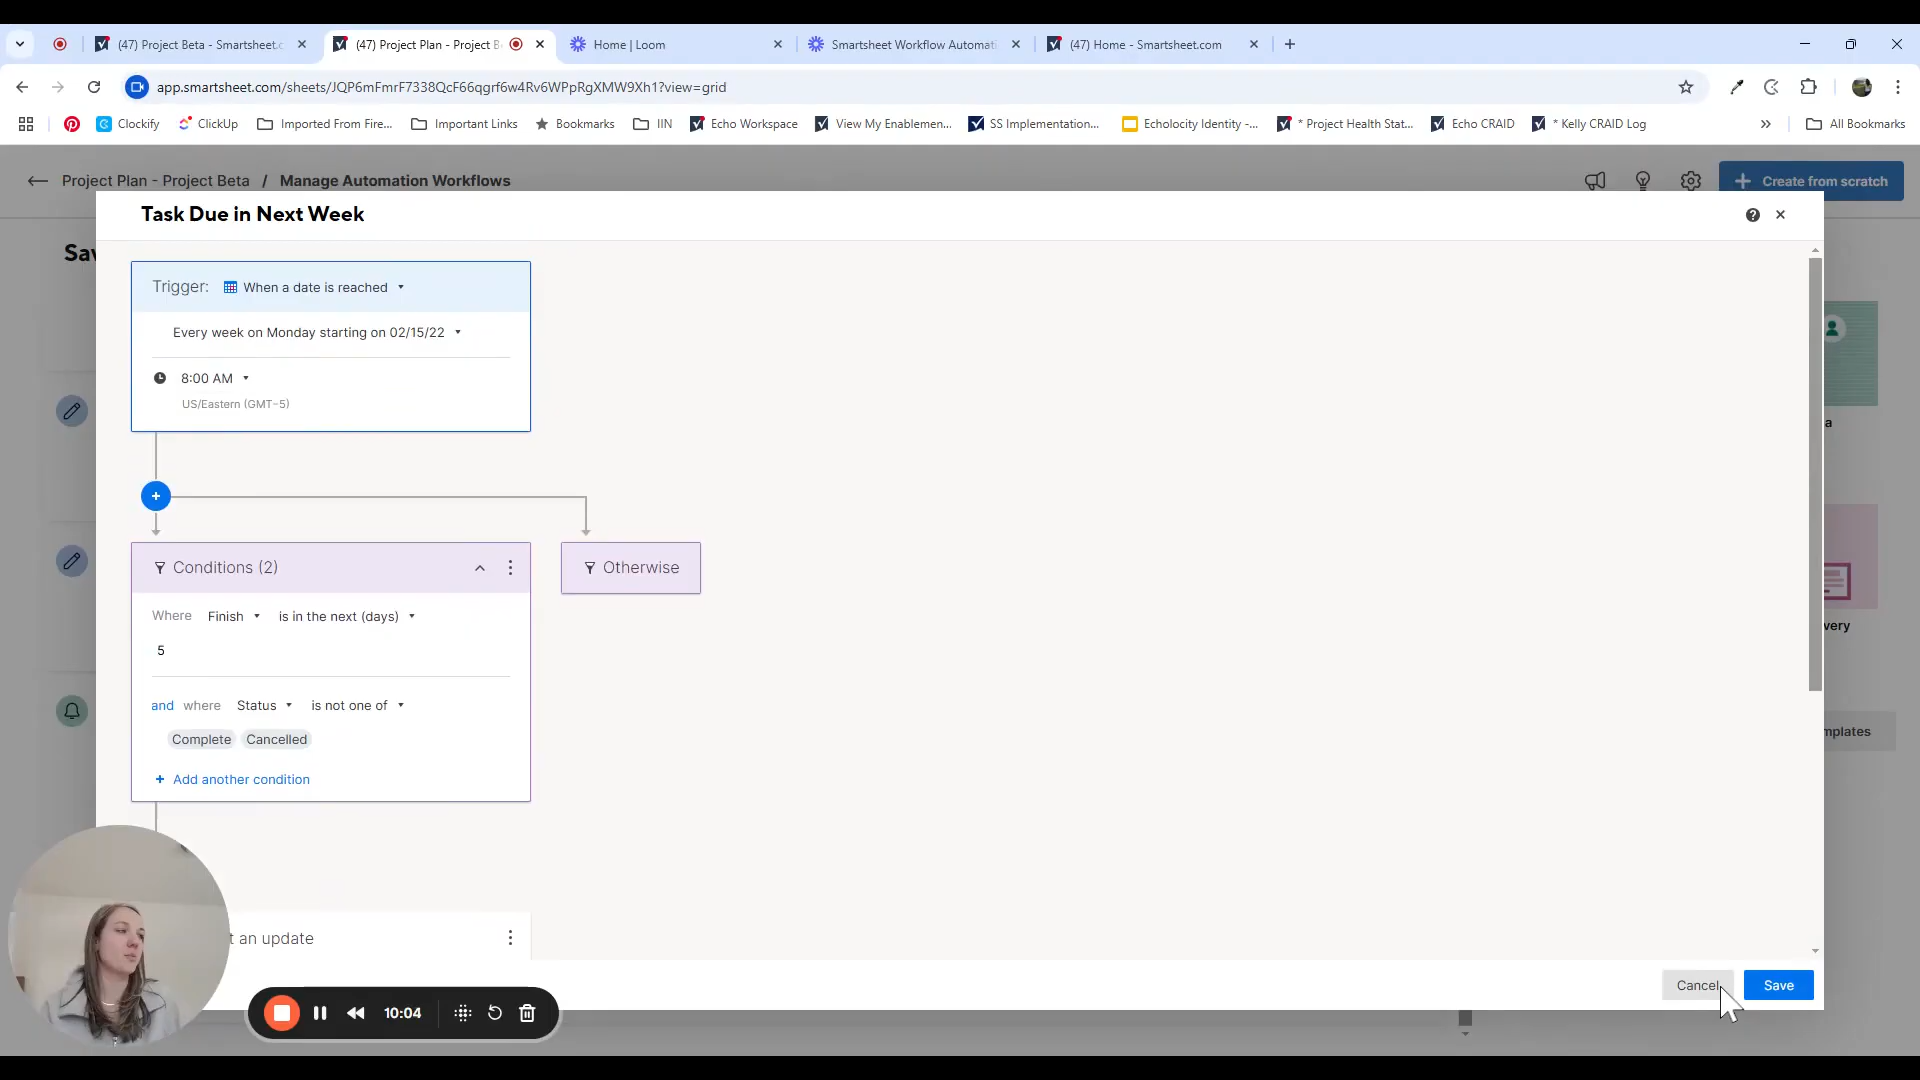 (47) Project Beta - Smartsheet.c
(47) Project Plan - Project B
Home | Loom
Smartsheet Workflow Automati
(47) Home - Smartsheet.com
app.smartsheet.com/sheets/JQP6mFmrF7338QcF66qgrf6w4Rv6WPpRgXMW9Xh1?view=grid
Clockify
ClickUp
Imported From Fire...
Important Links
Bookmarks
IIN
Echo Workspace
View My Enablemen...
SS Implementation...
Echolocity Identity -...
* Project Health Stat...
Echo CRAID
* Kelly CRAID Log
All Bookmarks
Project Plan - Project Beta / Manage Automation Workflows
Create from scratch
Sav
Task Due in Next Week
Trigger: When a date is reached
Every week on Monday starting on 02/15/22
8:00 AM
US/Eastern (GMT-5)
Conditions (2)
Otherwise
Where Finish is in the next (days)
5
and where Status is not one of
Complete Cancelled
+ Add another condition
t an update
a
very
mplates
Cancel
Save
10:04